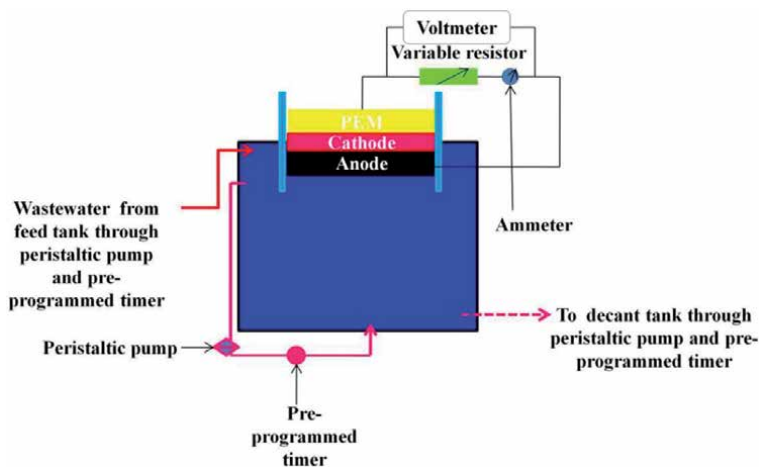 Voltmeter
Variable resistor
PEM
Cathode
Anode
Wastewater from
feed tank through
peristaltic pump
and pre-
programmed timer
Ammeter
To decant tank through
peristaltic pump and pre-
programmed timer
Peristaltic pump
Pre-
programmed
timer